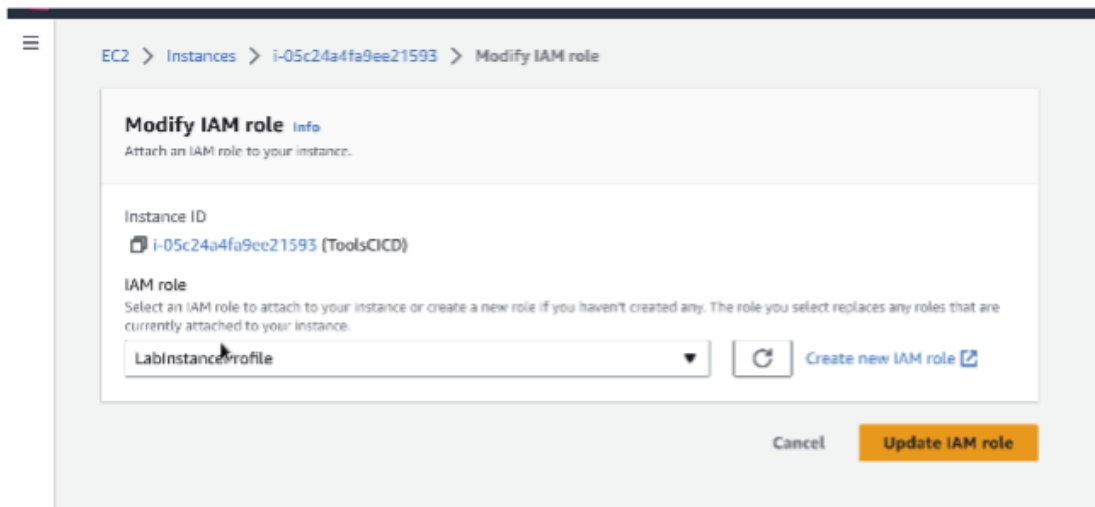 EC2 > Instances > i-05c24a4fa9ee21593 > Modify IAM role
Modify IAM role Info
Attach an IAM role to your instance.
Instance ID
i-05c24a4fa9ee21593 (ToolsCICD)
IAM role
Select an IAM role to attach to your instance or create a new role if you haven't created any. The role you select replaces any roles that are
currently attached to your instance.
LabInstanceProfile
Create new IAM role
Cancel
Update IAM role